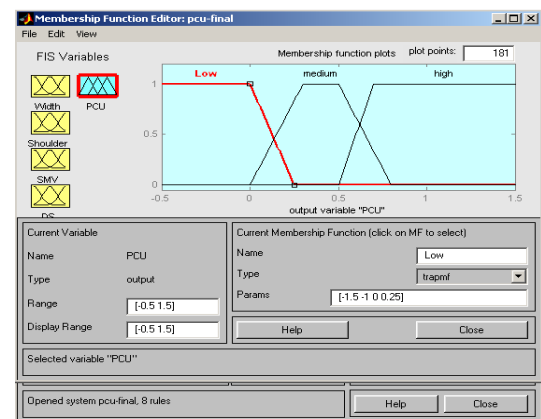 Membership Function Editor: pcu-final
File Edit View
FIS Variables
Membership function plots plot points: 181
Width
PCU
Shoulder
SMV
DS
Low medium high
1
0.5
0
-0.5 0 0.5 1 1.5
output variable "PCU"
Current Variable
Name PCU
Type output
Range [-0.5 1.5]
Display Range [-0.5 1.5]
Current Membership Function (click on MF to select)
Name Low
Type trapmf
Params [-1.5 -1 0 0.25]
Help Close
Selected variable "PCU"
Opened system pcu-final, 8 rules
Help Close